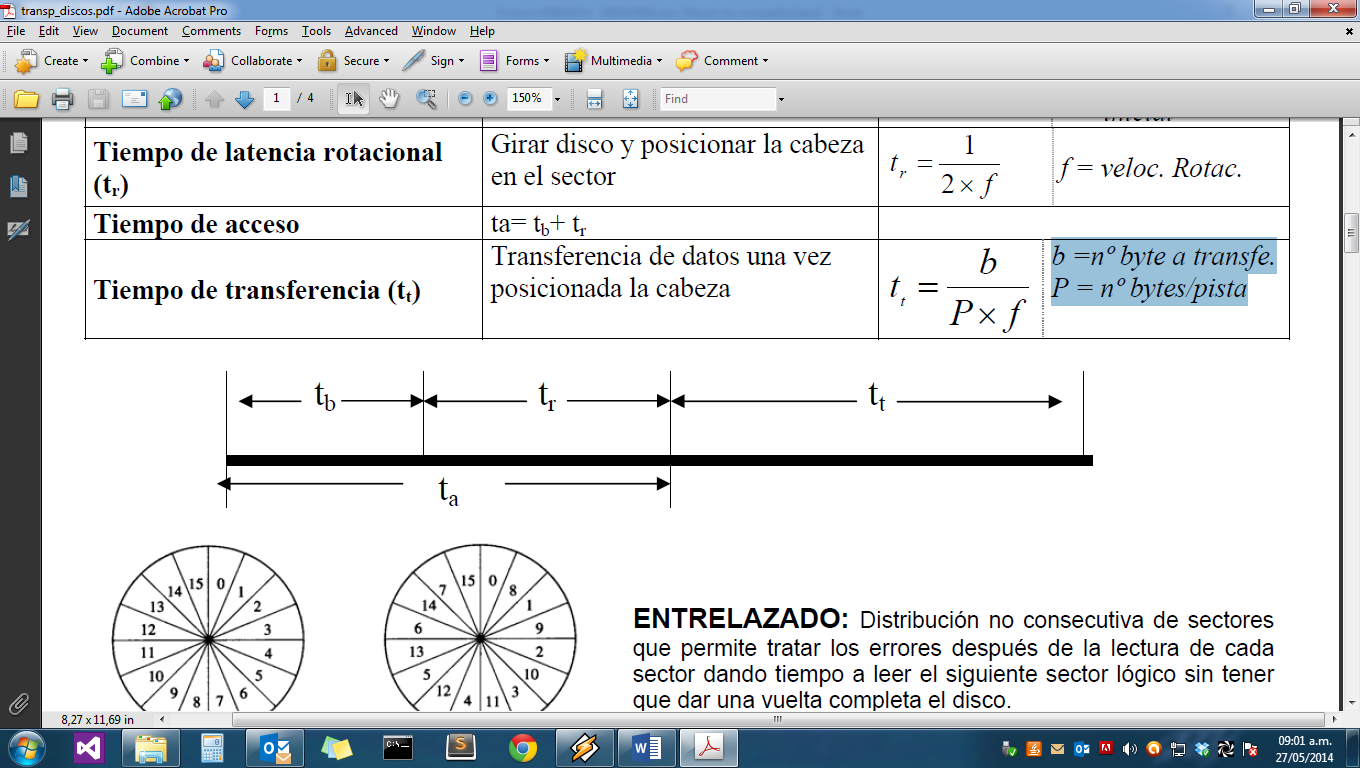 transp_discos.pdf - Adobe Acrobat Pro
File Edit View Document Comments Forms Tools Advanced Window Help
Create Combine Collaborate Secure Sign Forms Multimedia Comment
1 / 4 150% Find
inicial
Tiempo de latencia rotacional (tr)
Girar disco y posicionar la cabeza
en el sector
t r = 1 / 2 × f
f = veloc. Rotac.
Tiempo de acceso
ta= tb+ tr
Tiempo de transferencia (tt)
Transferencia de datos una vez
posicionada la cabeza
t t = b / P × f
b =nº byte a transfe.
P = nº bytes/pista
tb tr tt
ta
15 0 1 2 3 4 5 6 7 8 9 10 11 12 13 14
15 0 8 1 9 2 10 3 11 4 12 5 13 6 14 7
ENTRELAZADO: Distribución no consecutiva de sectores
que permite tratar los errores después de la lectura de cada
sector dando tiempo a leer el siguiente sector lógico sin tener
que dar una vuelta completa el disco.
8,27 x 11,69 in
09:01 a.m.
27/05/2014